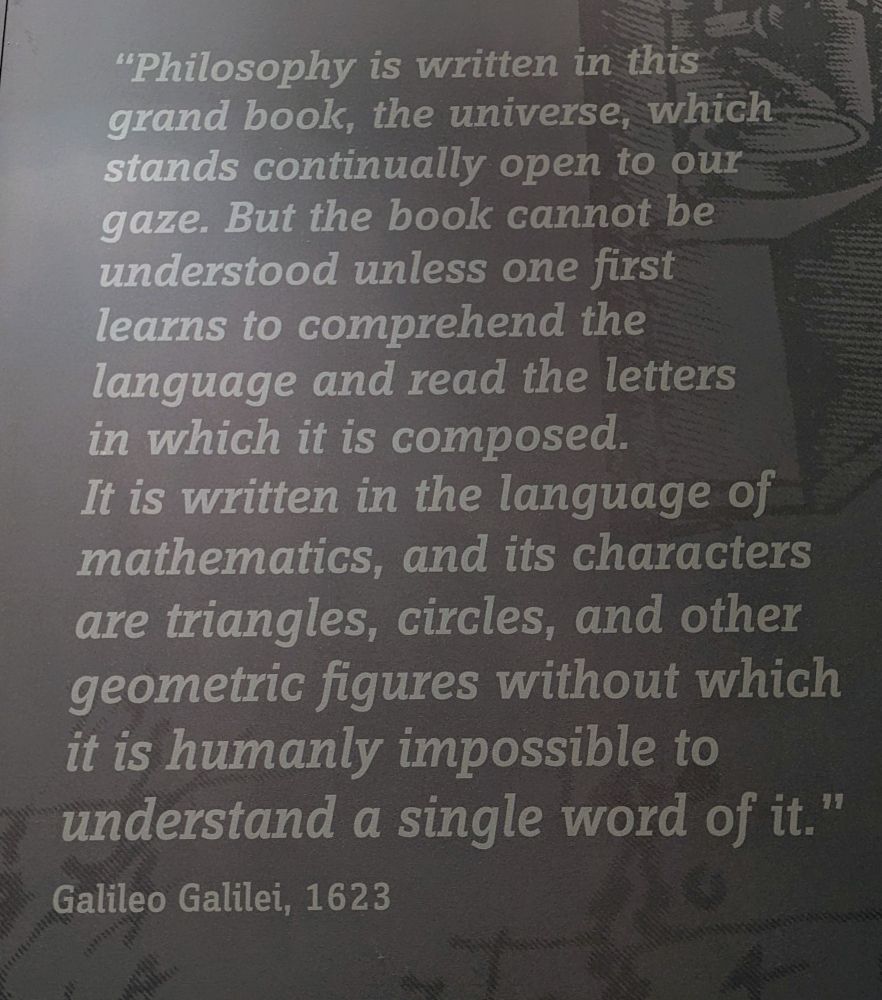 “Philosophy is written in this
grand book, the universe, which
stands continually open to our
gaze. But the book cannot be
understood unless one first
learns to comprehend the
language and read the letters
in which it is composed.
It is written in the language of
mathematics, and its characters
are triangles, circles, and other
geometric figures without which
it is humanly impossible to
understand a single word of it.”
Galileo Galilei, 1623